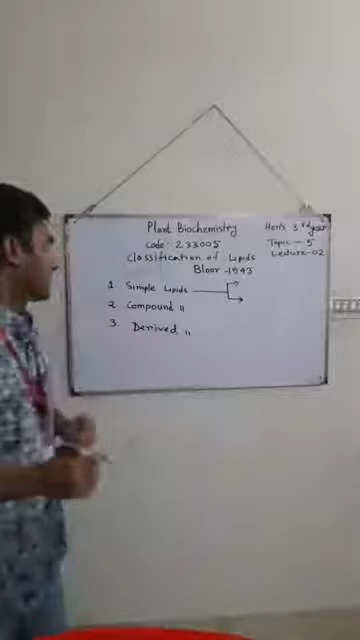 Plant Biochemistry
Hons 3rd year
Code - 233005
Topic - 5
Lecture-02
Classification of Lipids
Bloor -1943
1 Simple Lipids
2 Compound "
3. Derived "